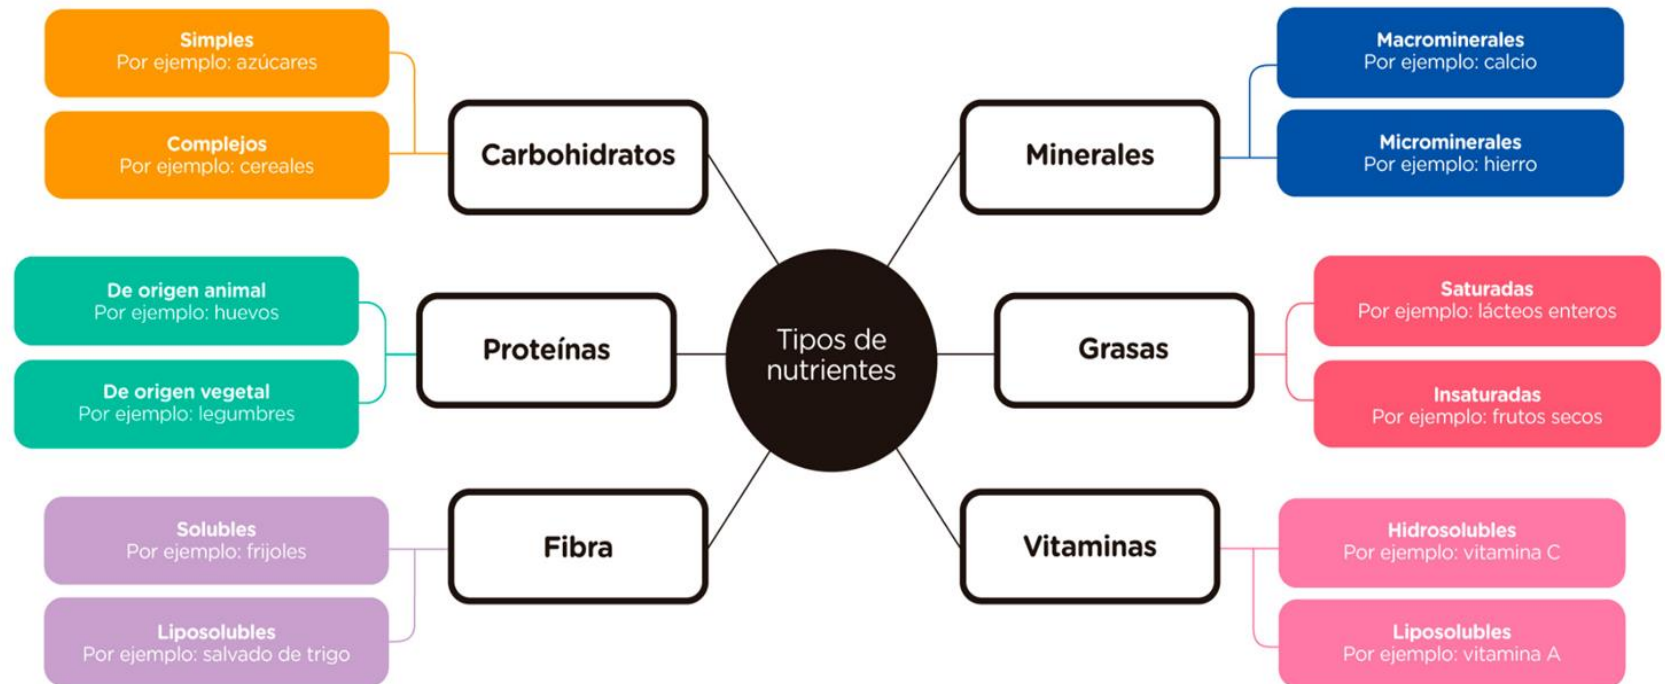 Simples
Por ejemplo: azúcares
Complejos
Por ejemplo: cereales
Carbohidratos
De origen animal
Por ejemplo: huevos
De origen vegetal
Por ejemplo: legumbres
Proteínas
Solubles
Por ejemplo: frijoles
Liposolubles
Por ejemplo: salvado de trigo
Fibra
Tipos de
nutrientes
Minerales
Macrominerales
Por ejemplo: calcio
Microminerales
Por ejemplo: hierro
Grasas
Saturadas
Por ejemplo: lácteos enteros
Insaturadas
Por ejemplo: frutos secos
Vitaminas
Hidrosolubles
Por ejemplo: vitamina C
Liposolubles
Por ejemplo: vitamina A